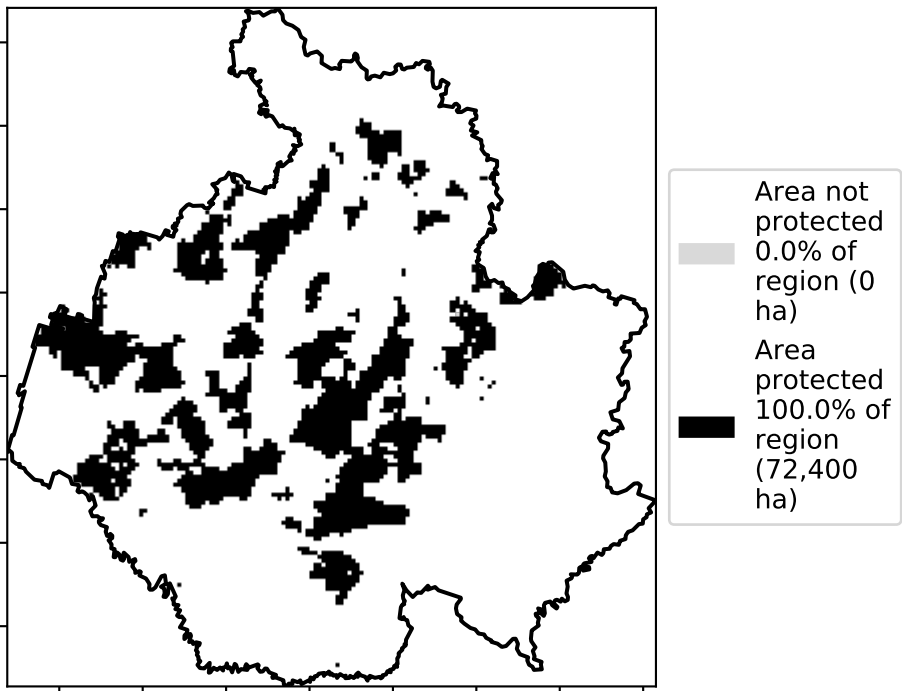 Area not
protected
0.0% of
region (0
ha)
Area
protected
100.0% of
region
(72,400
ha)